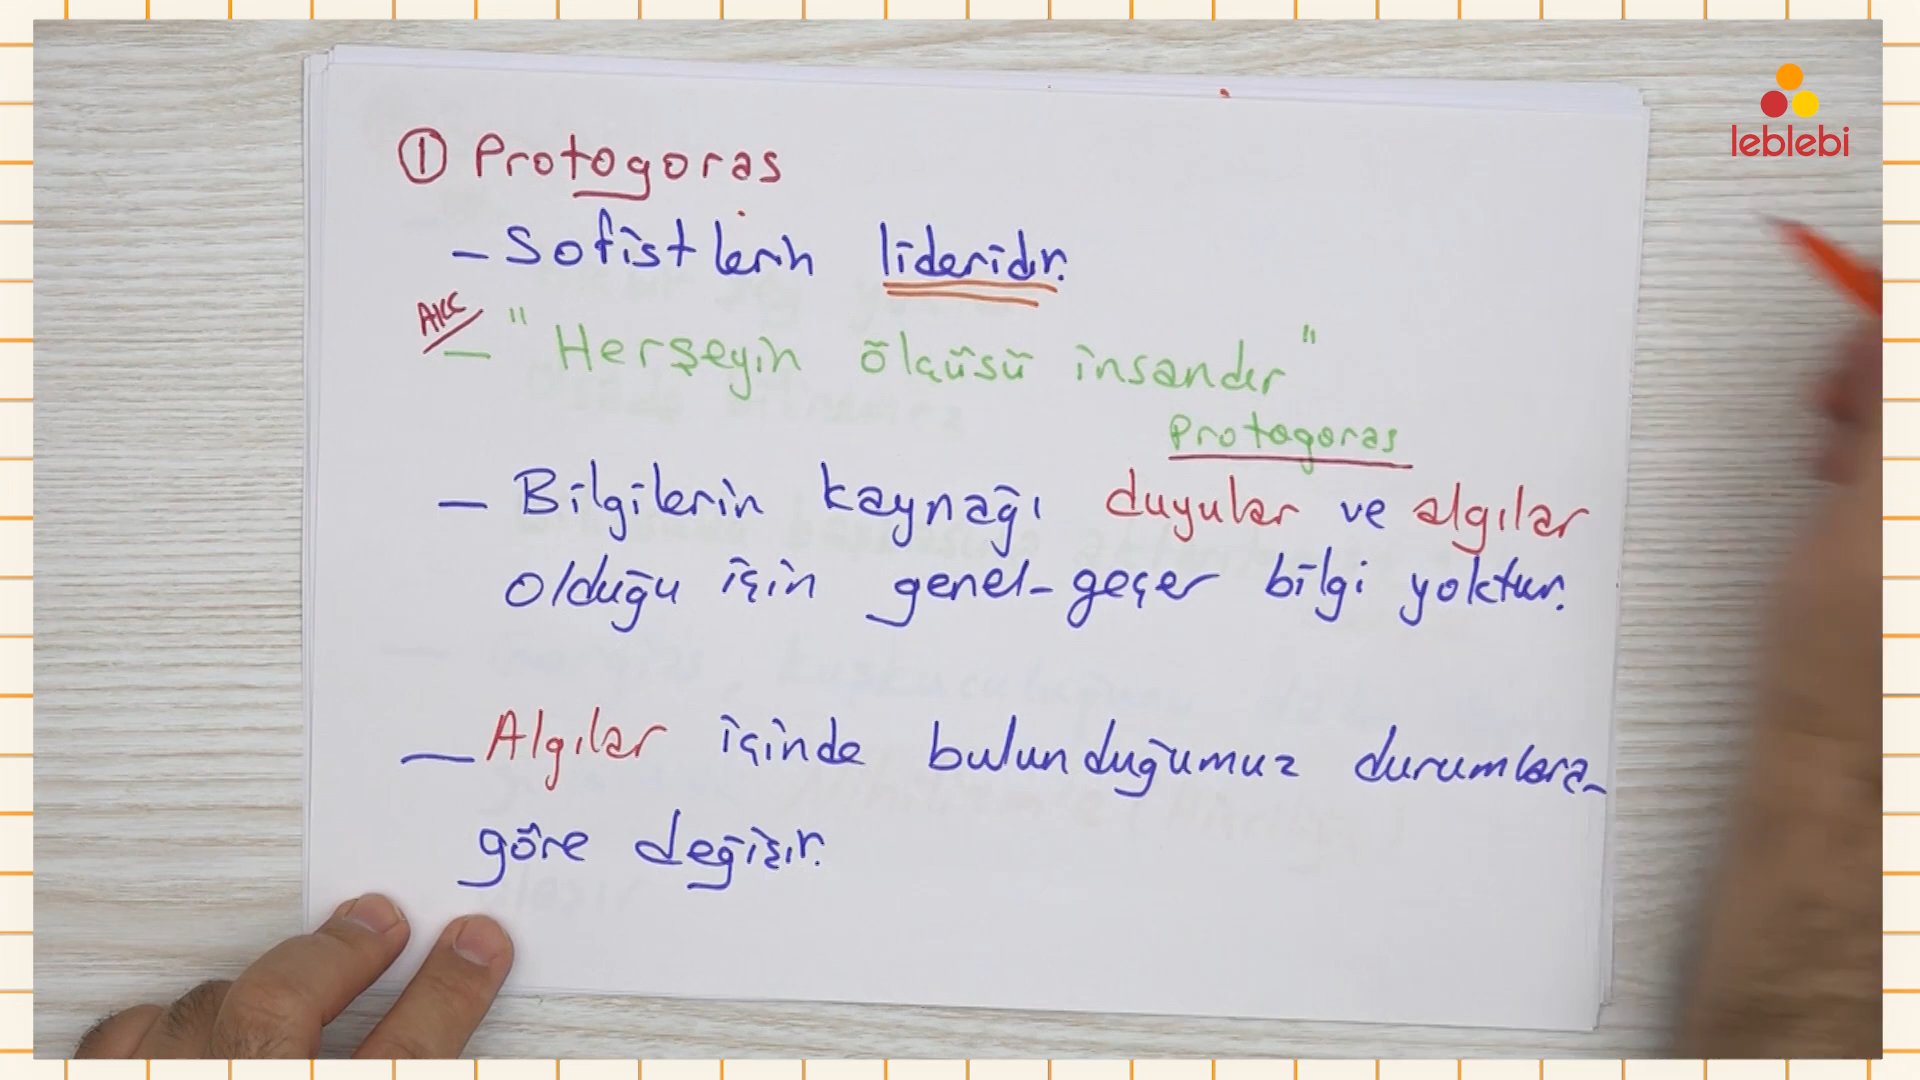 leblebi
① Protogoras
- Sofistlerin lideridir.
- "Herşeyin ölçüsü insandır"
Protogoras
- Bilgilerin kaynağı duyular ve algılar
olduğu için genel-geçer bilgi yoktur.
- Algılar içinde bulunduğumuz durumlara
göre değişir.